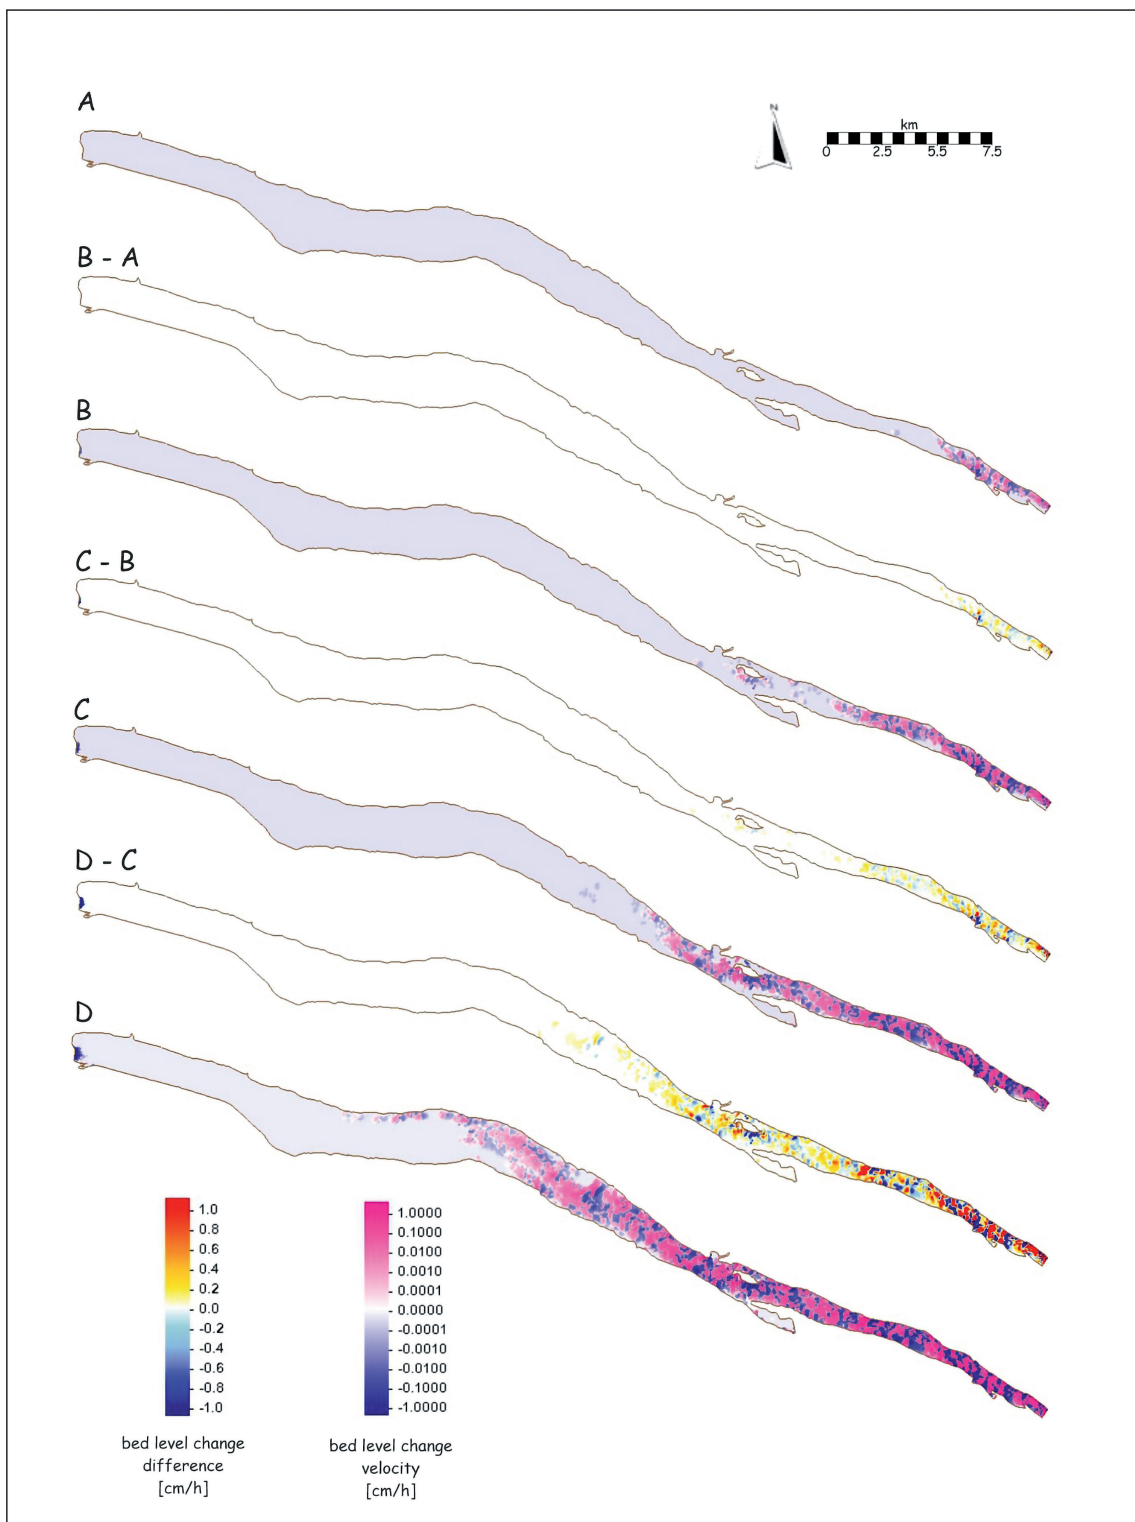 A
N
km
0 2.5 5.5 7.5
B - A
B
C - B
C
D - C
D
1.0
0.8
0.6
0.4
0.2
0.0
-0.2
-0.4
-0.6
-0.8
-1.0
bed level change
difference
[cm/h]
1.0000
0.1000
0.0100
0.0010
0.0001
0.0000
-0.0001
-0.0010
-0.0100
-0.1000
-1.0000
bed level change
velocity
[cm/h]